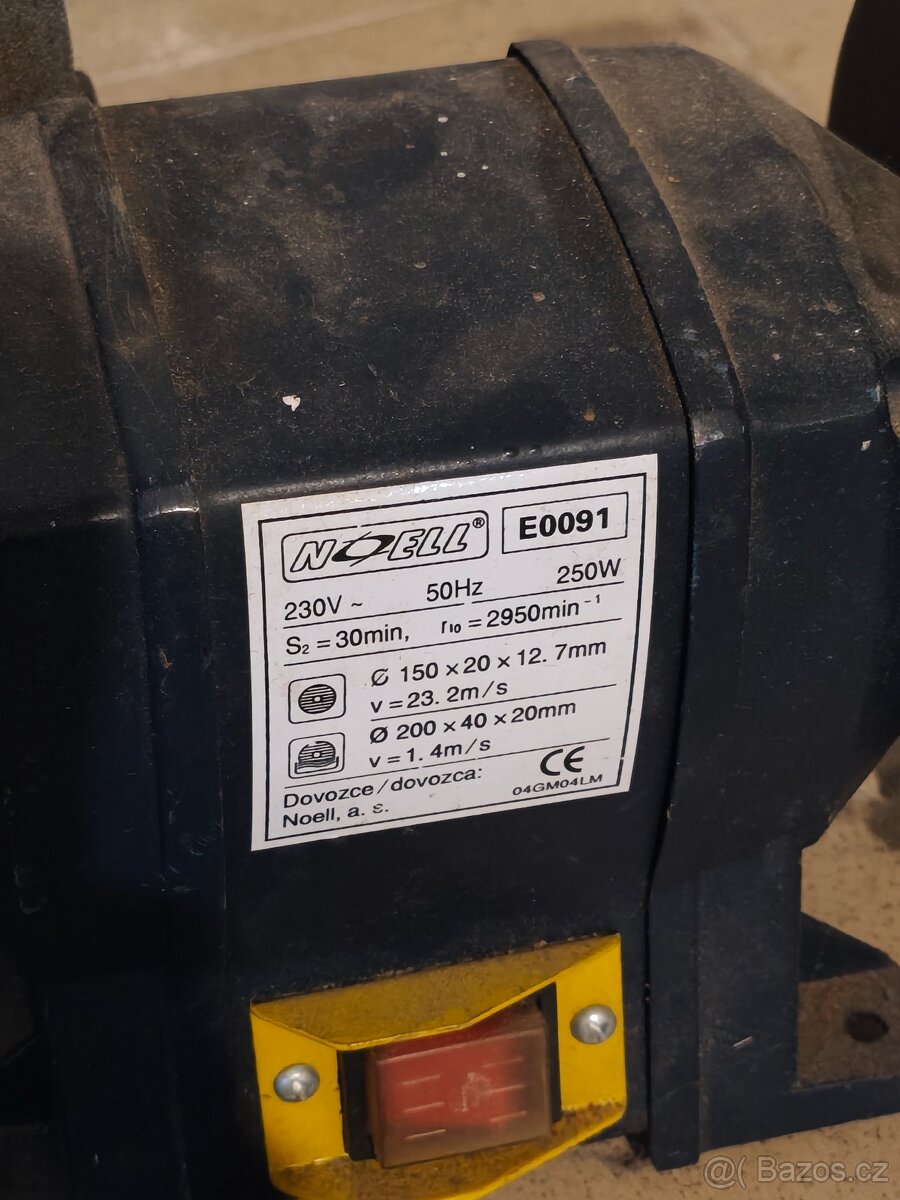 NOELL® E0091
230V ~ 50Hz 250W
S₂ = 30min, n₀ = 2950min⁻¹
Ø 150 × 20 × 12.7mm
v = 23.2m/s
Ø 200 × 40 × 20mm
v = 1.4m/s
Dovozce/dovozca: CE
Noell, a. s. 04GM04LM
@( Bazos.cz